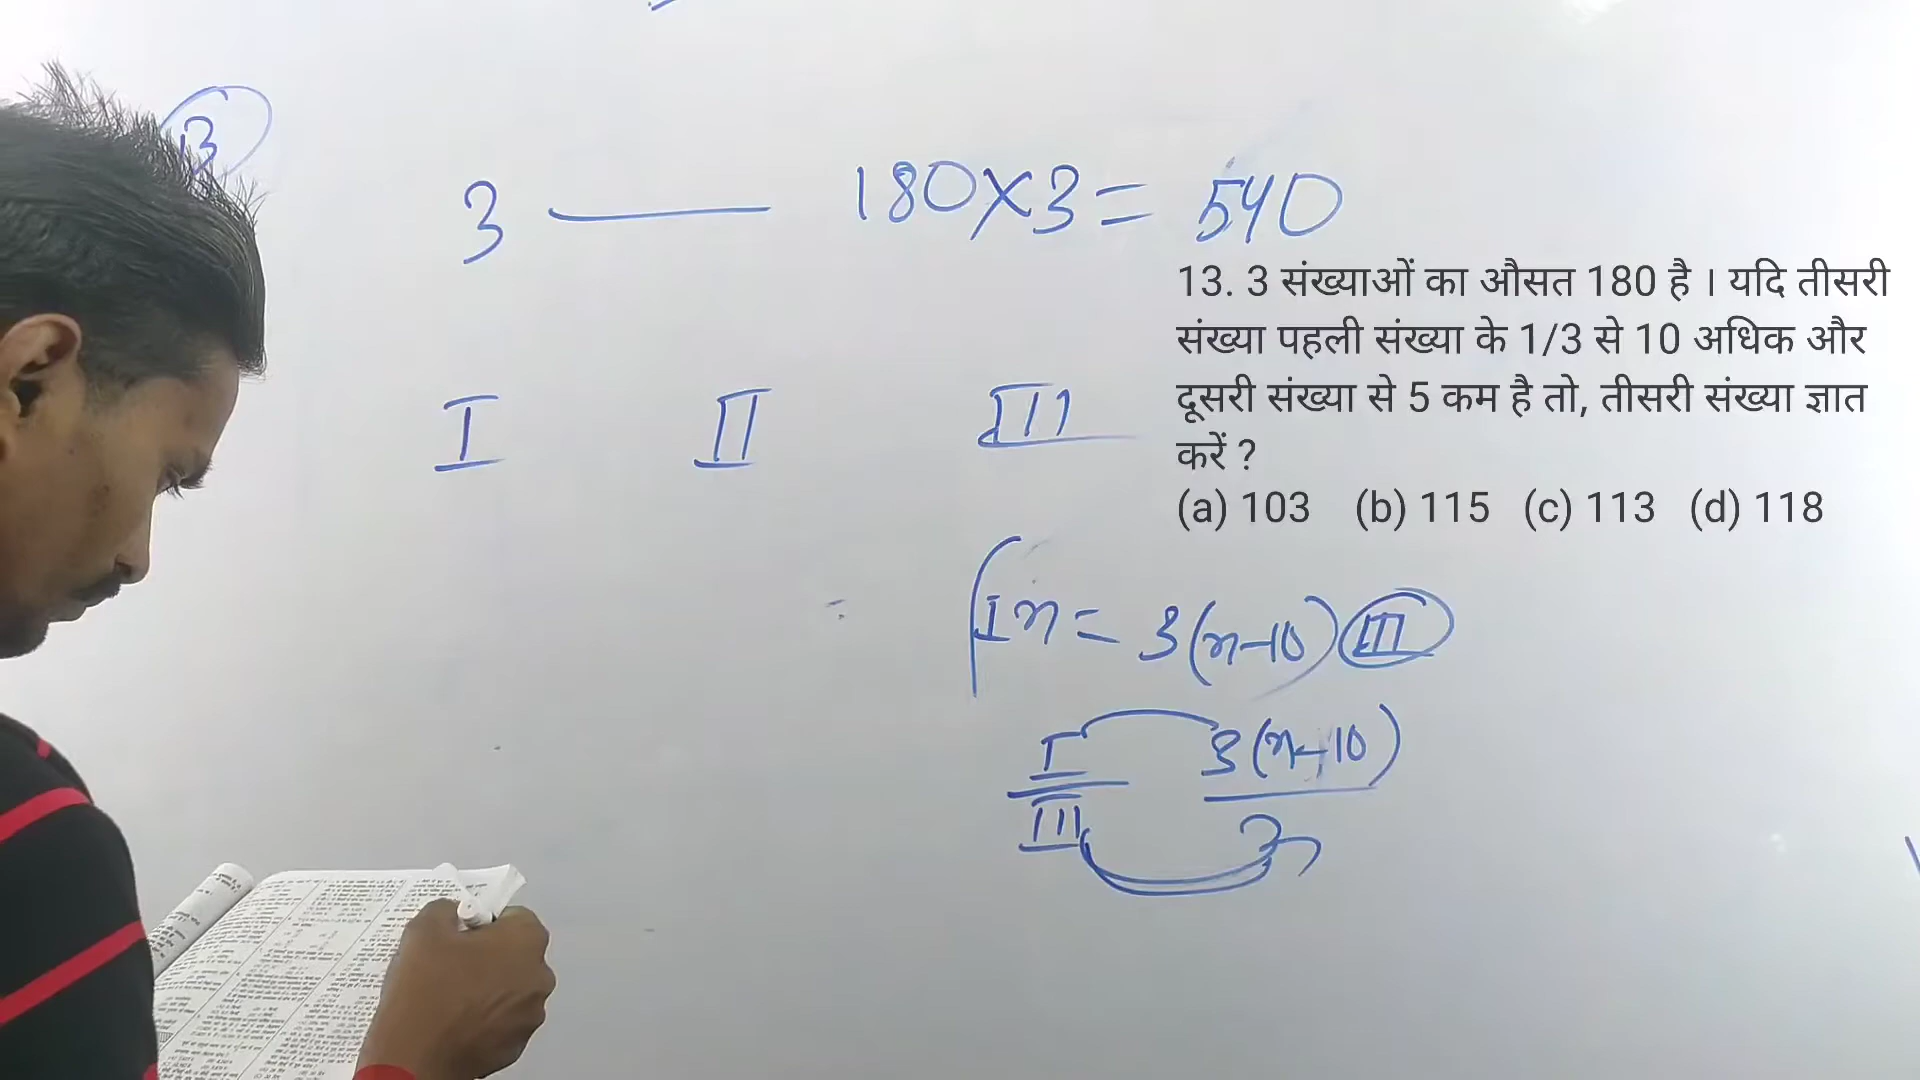 13
3 — 180×3 = 540
13. 3 संख्याओं का औसत 180 है । यदि तीसरी
संख्या पहली संख्या के 1/3 से 10 अधिक और
दूसरी संख्या से 5 कम है तो, तीसरी संख्या ज्ञात
करें ?
(a) 103 (b) 115 (c) 113 (d) 118
I II III
I x = 3(x-10) III
I 3(x-10)
III x